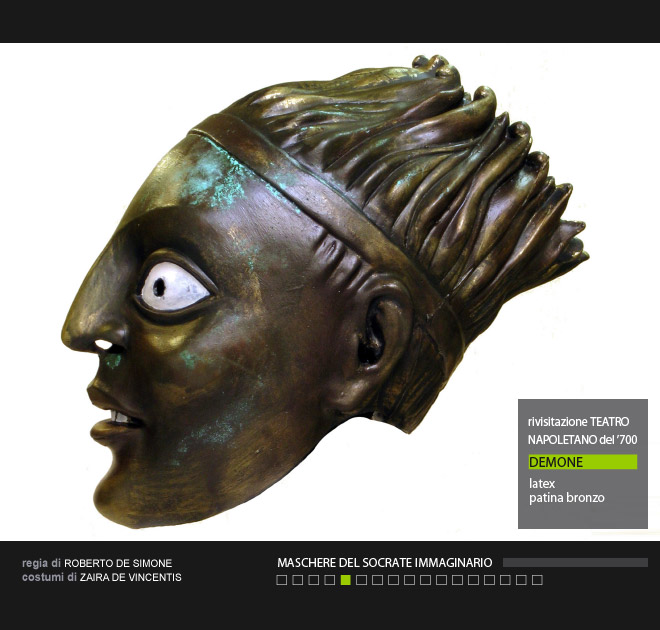 rivisitazione TEATRO
NAPOLETANO del '700
DEMONE
latex
patina bronzo
regia di ROBERTO DE SIMONE
costumi di ZAIRA DE VINCENTIS
MASCHERE DEL SOCRATE IMMAGINARIO